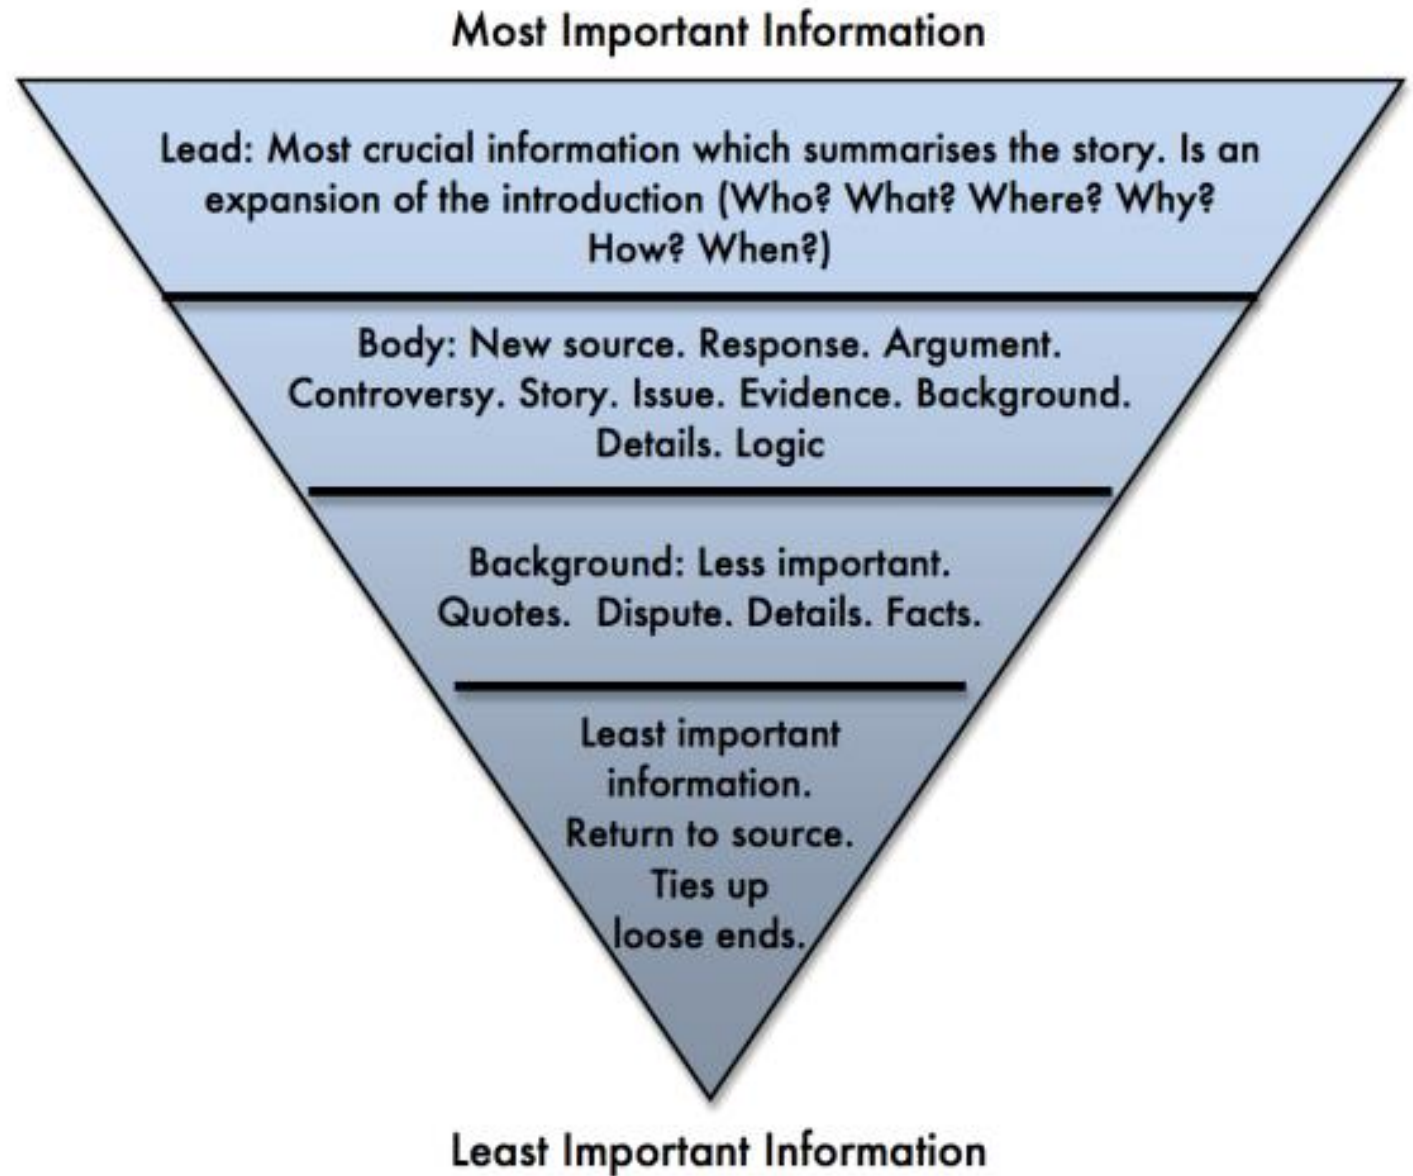 Most Important Information
Lead: Most crucial information which summarises the story. Is an
expansion of the introduction (Who? What? Where? Why?
How? When?)
Body: New source. Response. Argument.
Controversy. Story. Issue. Evidence. Background.
Details. Logic
Background: Less important.
Quotes.  Dispute. Details. Facts.
Least important
information.
Return to source.
Ties up
loose ends.
Least Important Information